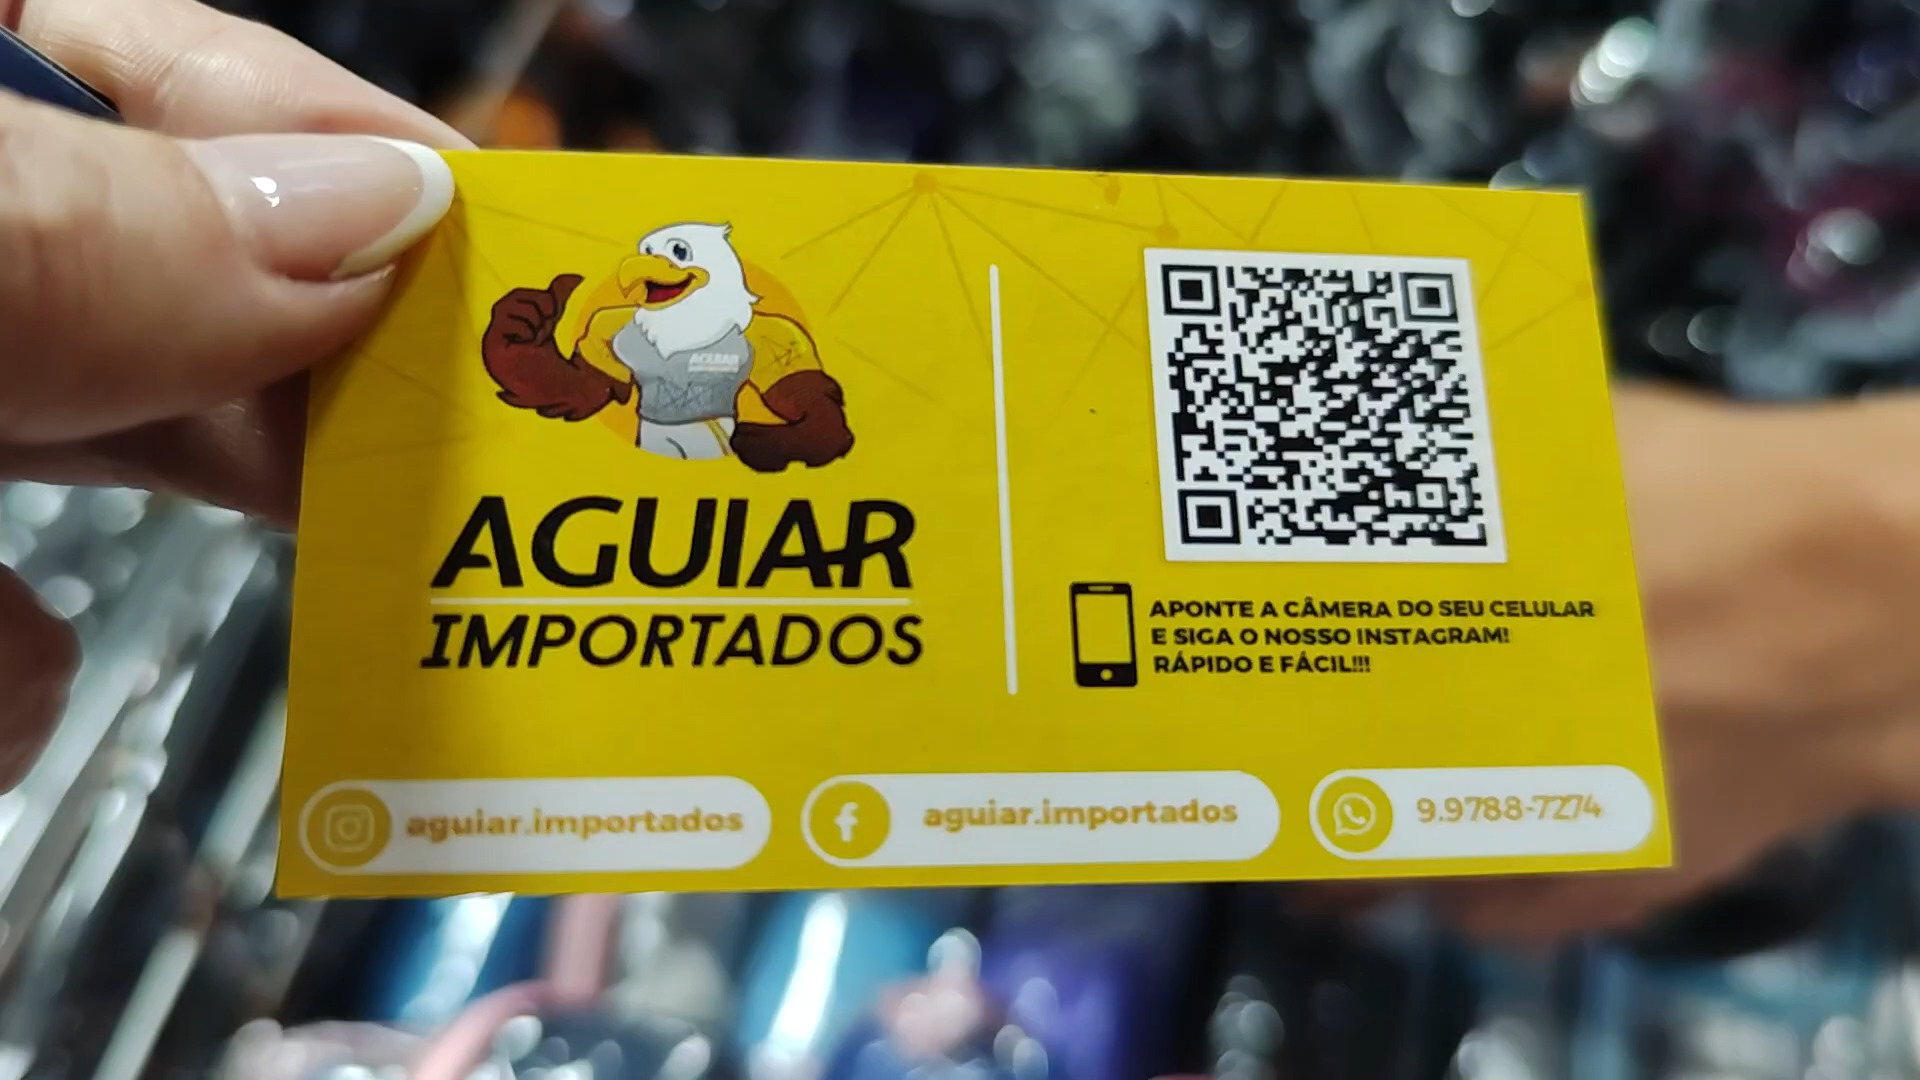 AGUIAR
AGUIAR
IMPORTADOS
APONTE A CÂMERA DO SEU CELULAR
E SIGA O NOSSO INSTAGRAM!
RÁPIDO E FÁCIL!!!
aguiar.importados
aguiar.importados
9.9788-7274